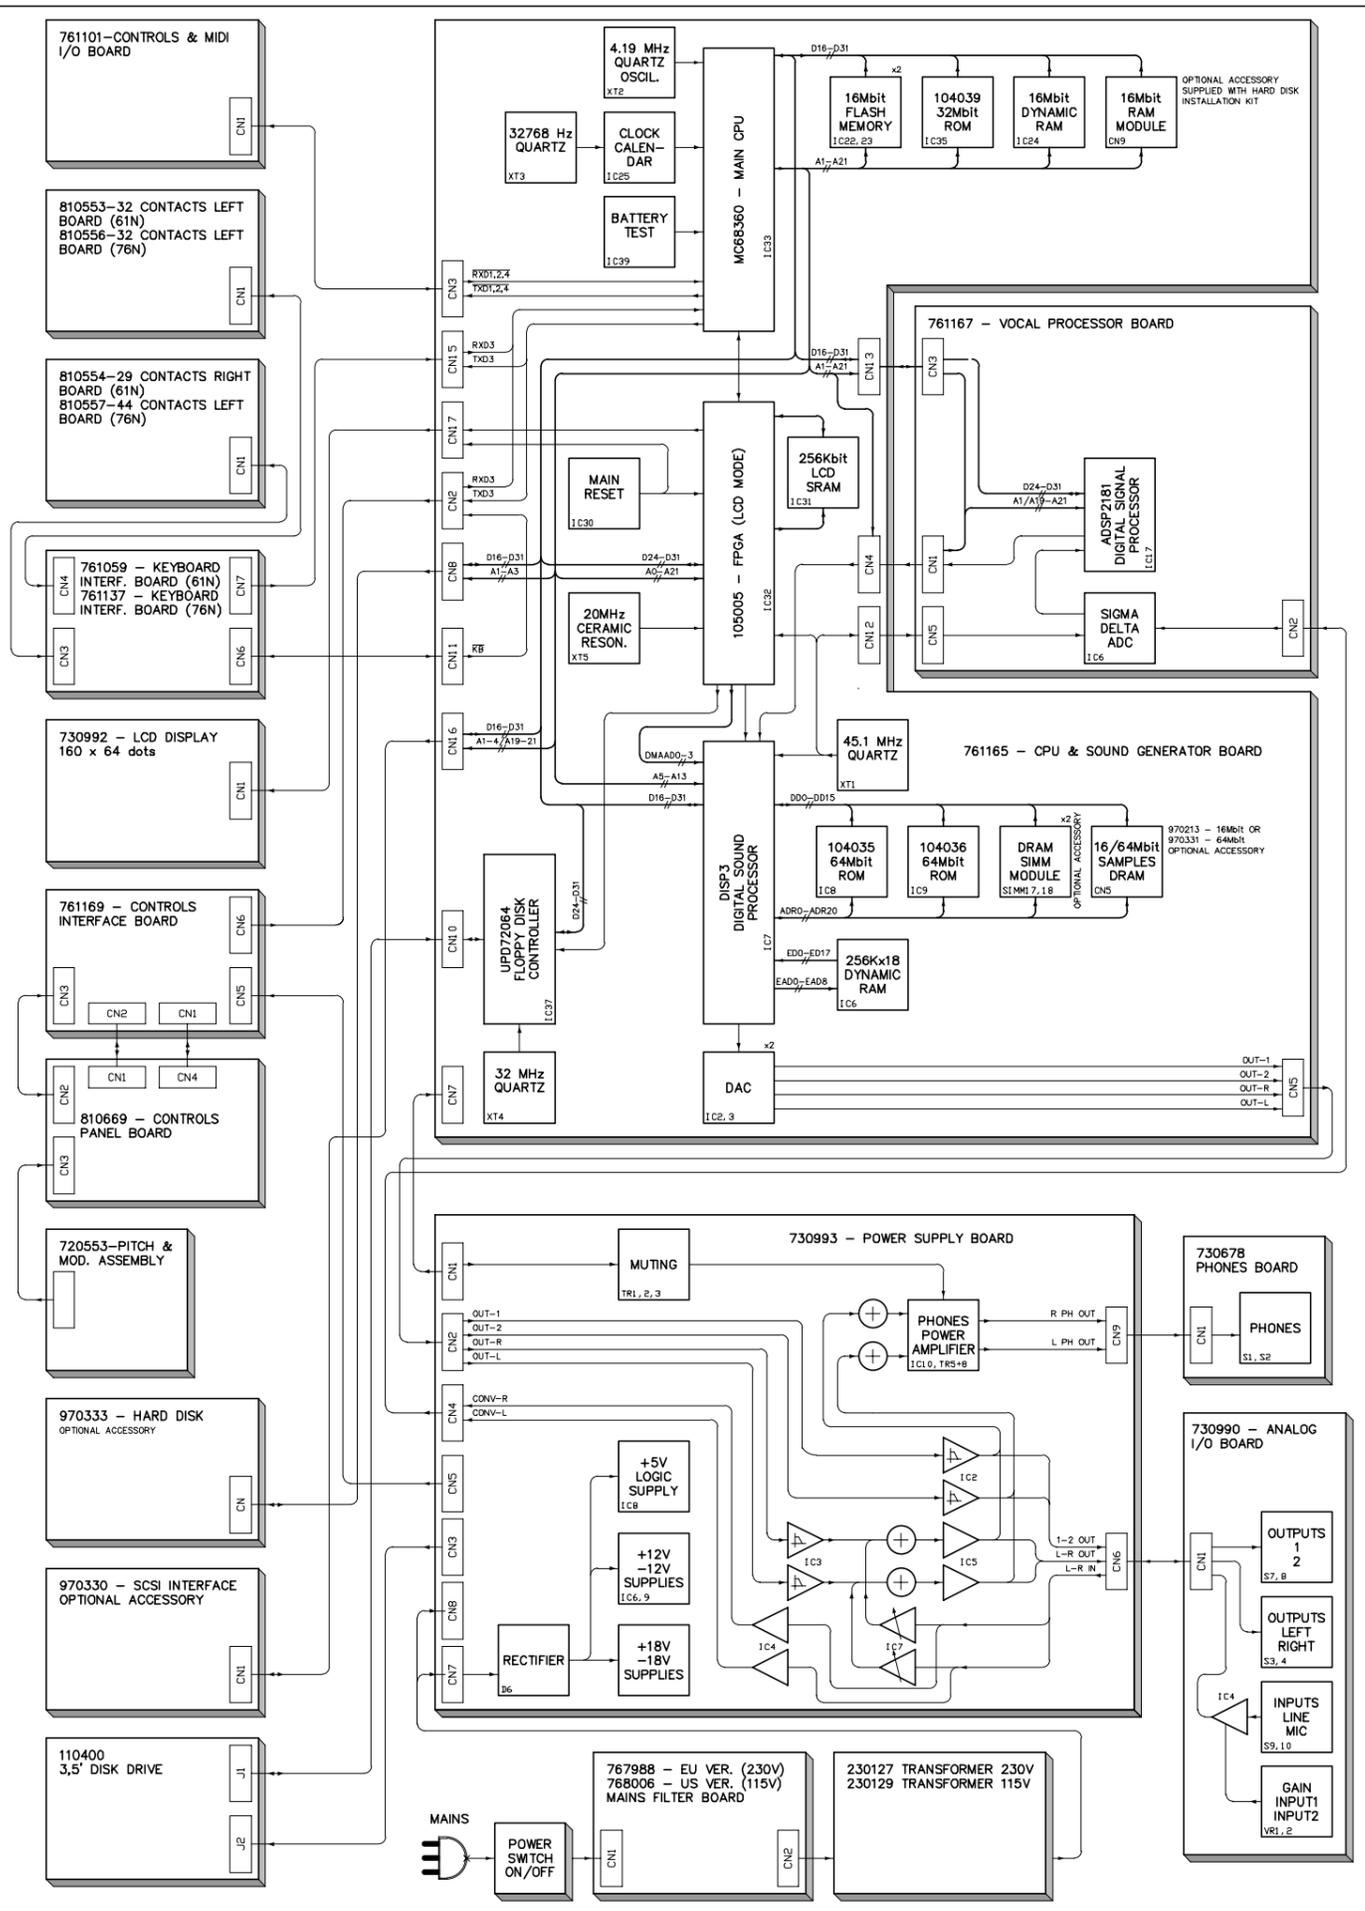 761101-CONTROLS & MIDI
I/O BOARD
CN1
810553-32 CONTACTS LEFT
BOARD (61N)
810556-32 CONTACTS LEFT
BOARD (76N)
CN1
810554-29 CONTACTS RIGHT
BOARD (61N)
810557-44 CONTACTS LEFT
BOARD (76N)
CN1
761059 - KEYBOARD
INTERF. BOARD (61N)
761137 - KEYBOARD
INTERF. BOARD (76N)
CN4
CN7
CN3
CN6
730992 - LCD DISPLAY
160 x 64 dots
CN1
761169 - CONTROLS
INTERFACE BOARD
CN6
CN3
CN5
CN2
CN1
CN1
CN4
CN2
810669 - CONTROLS
PANEL BOARD
CN3
720553-PITCH &
MOD. ASSEMBLY
970333 - HARD DISK
OPTIONAL ACCESSORY
CN
970330 - SCSI INTERFACE
OPTIONAL ACCESSORY
CN1
110400
3,5' DISK DRIVE
J1
J2
4.19 MHz
QUARTZ
OSCIL.
XT2
32768 Hz
QUARTZ
XT3
CLOCK
CALEN-
DAR
IC25
BATTERY
TEST
IC39
MC68360 - MAIN CPU
IC33
D16-D31
x2
16Mbit
FLASH
MEMORY
IC22,23
104039
32Mbit
ROM
IC35
16Mbit
DYNAMIC
RAM
IC24
16Mbit
RAM
MODULE
CN9
OPTIONAL ACCESSORY
SUPPLIED WITH HARD DISK
INSTALLATION KIT
A1-A21
CN3
RXD1,2,4
TXD1,2,4
CN15
RXD3
TXD3
CN17
CN2
RXD3
TXD3
CN8
D16-D31
A1-A3
CN11
KB
CN16
D16-D31
A1-4/A19-21
CN10
CN7
MAIN
RESET
IC30
20MHz
CERAMIC
RESON.
XT5
D24-D31
A0-A21
105005 - FPGA (LCD MODE)
IC32
256Kbit
LCD
SRAM
IC31
D16-D31
A1-A21
CN13
CN4
CN12
761167 - VOCAL PROCESSOR BOARD
CN3
CN1
CN5
CN2
D24-D31
A1/A19-A21
ADSP2181
DIGITAL SIGNAL
PROCESSOR
IC17
SIGMA
DELTA
ADC
IC6
DMAAD0-3
A5-A13
D16-D31
45.1 MHz
QUARTZ
XT1
761165 - CPU & SOUND GENERATOR BOARD
DISP3
DIGITAL SOUND
PROCESSOR
IC7
DD0-DD15
104035
64Mbit
ROM
IC8
104036
64Mbit
ROM
IC9
x2
DRAM
SIMM
MODULE
SIMM17,18
OPTIONAL ACCESSORY
16/64Mbit
SAMPLES
DRAM
CN5
970213 - 16Mbit OR
970331 - 64Mbit
OPTIONAL ACCESSORY
ADR0-ADR20
ED0-ED17
EAD0-EAD8
256Kx18
DYNAMIC
RAM
IC6
D24-D31
UPD72064
FLOPPY DISK
CONTROLLER
IC37
32 MHz
QUARTZ
XT4
x2
DAC
IC2,3
OUT-1
OUT-2
OUT-R
OUT-L
CN5
730993 - POWER SUPPLY BOARD
CN1
MUTING
TR1,2,3
CN2
OUT-1
OUT-2
OUT-R
OUT-L
CN4
CONV-R
CONV-L
CN5
CN3
CN8
CN7
PHONES
POWER
AMPLIFIER
IC10,TR5÷8
R PH OUT
L PH OUT
CN9
+5V
LOGIC
SUPPLY
IC8
+12V
-12V
SUPPLIES
IC6,9
+18V
-18V
SUPPLIES
RECTIFIER
D6
IC2
IC3
IC5
IC4
IC7
1-2 OUT
L-R OUT
L-R IN
CN6
730678
PHONES BOARD
CN1
PHONES
S1,S2
730990 - ANALOG
I/O BOARD
CN1
OUTPUTS
1
2
S7,8
OUTPUTS
LEFT
RIGHT
S3,4
IC4
INPUTS
LINE
MIC
S9,10
GAIN
INPUT1
INPUT2
VR1,2
MAINS
POWER
SWITCH
ON/OFF
767988 - EU VER. (230V)
768006 - US VER. (115V)
MAINS FILTER BOARD
CN1
CN2
230127 TRANSFORMER 230V
230129 TRANSFORMER 115V